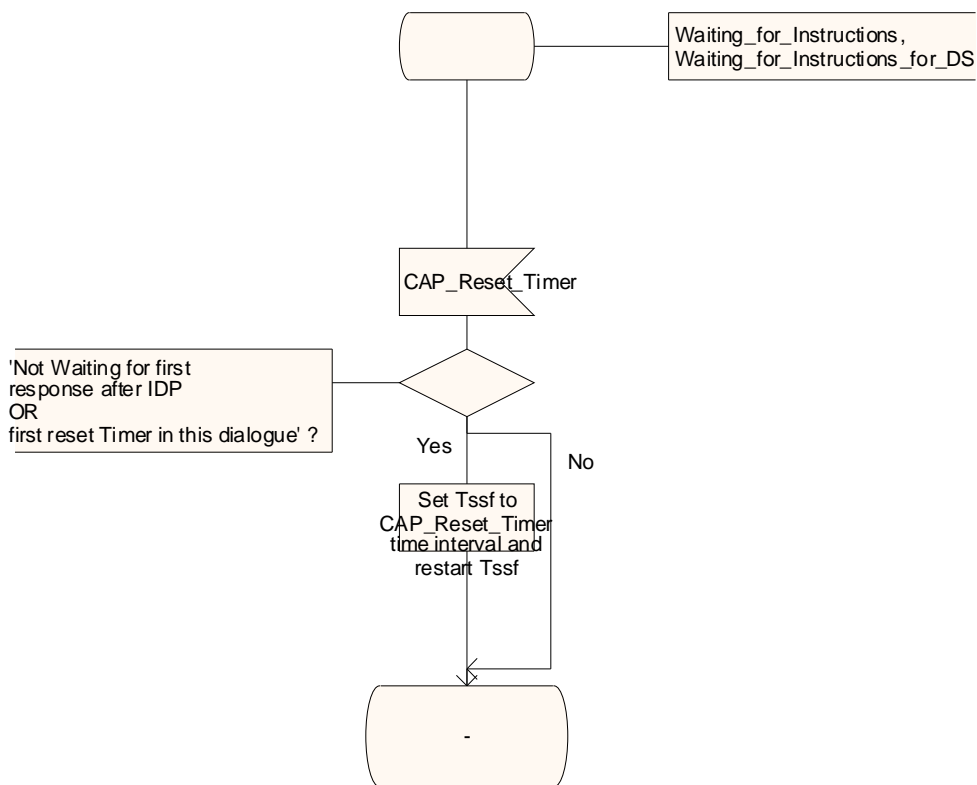 Waiting_for_Instructions,
Waiting_for_Instructions_for_DS
CAP_Reset_Timer
'Not Waiting for first
response after IDP
OR
first reset Timer in this dialogue' ?
Yes
No
Set Tssf to
CAP_Reset_Timer
time interval and
restart Tssf
-